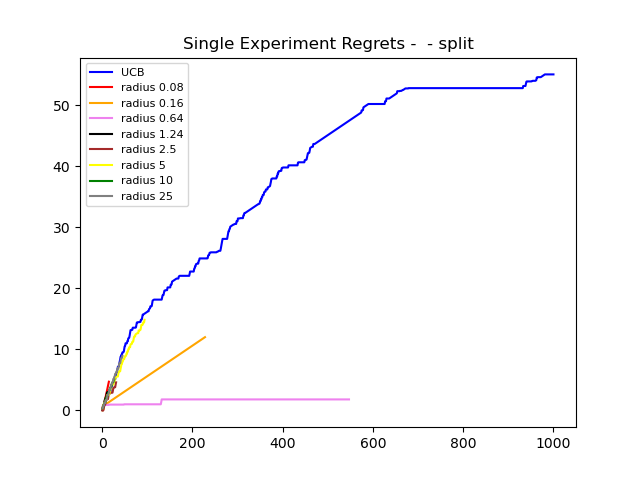 Single Experiment Regrets -  - split
UCB
radius 0.08
radius 0.16
radius 0.64
radius 1.24
radius 2.5
radius 5
radius 10
radius 25
50
40
30
20
10
0
0 200 400 600 800 1000